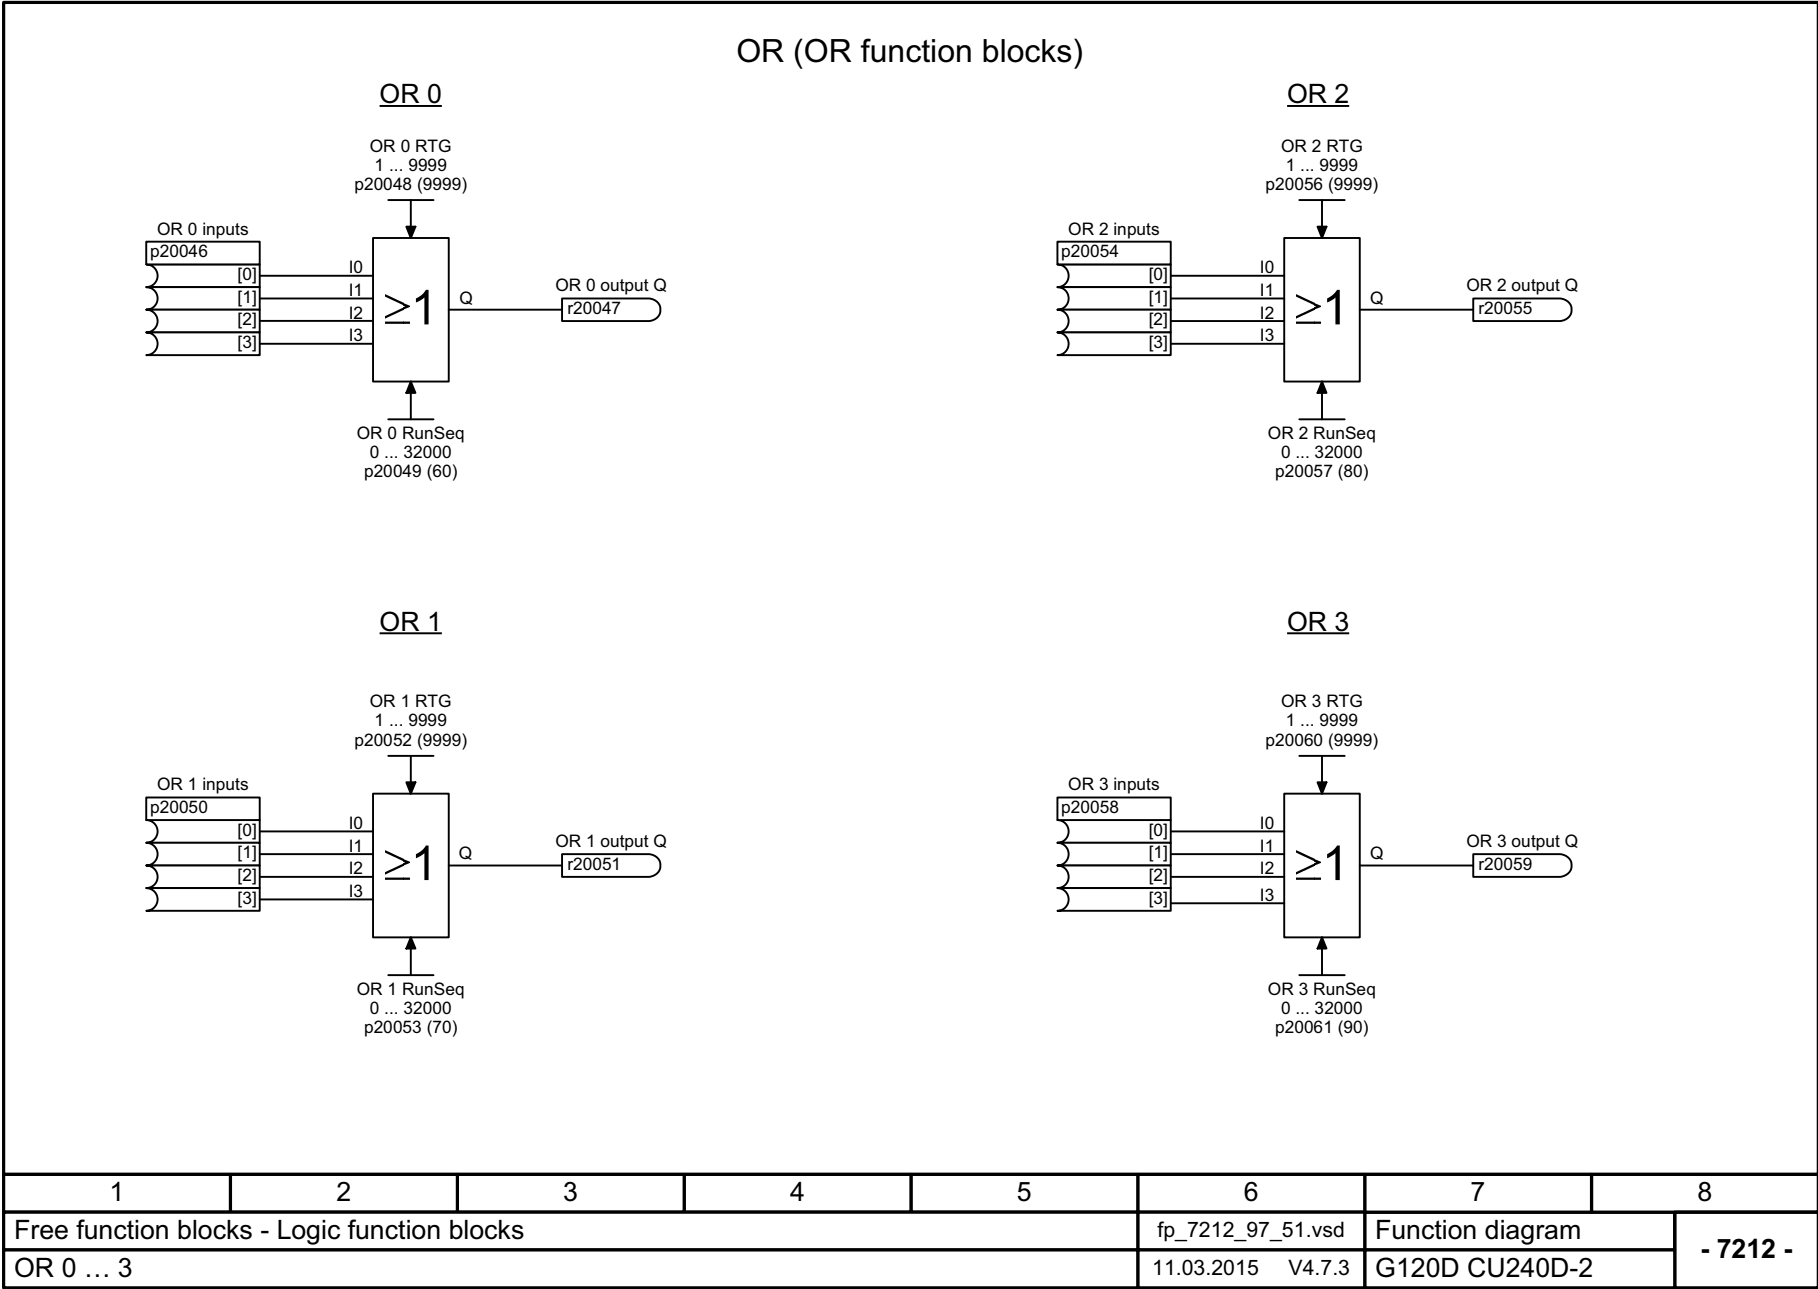 OR (OR function blocks)
OR 0
OR 0 RTG
1 ... 9999
p20048 (9999)
OR 0 inputs
p20046
[0]
[1]
[2]
[3]
I0
I1
I2
I3
≥1
Q
OR 0 output Q
r20047
OR 0 RunSeq
0 ... 32000
p20049 (60)
OR 2
OR 2 RTG
1 ... 9999
p20056 (9999)
OR 2 inputs
p20054
[0]
[1]
[2]
[3]
I0
I1
I2
I3
≥1
Q
OR 2 output Q
r20055
OR 2 RunSeq
0 ... 32000
p20057 (80)
OR 1
OR 1 RTG
1 ... 9999
p20052 (9999)
OR 1 inputs
p20050
[0]
[1]
[2]
[3]
I0
I1
I2
I3
≥1
Q
OR 1 output Q
r20051
OR 1 RunSeq
0 ... 32000
p20053 (70)
OR 3
OR 3 RTG
1 ... 9999
p20060 (9999)
OR 3 inputs
p20058
[0]
[1]
[2]
[3]
I0
I1
I2
I3
≥1
Q
OR 3 output Q
r20059
OR 3 RunSeq
0 ... 32000
p20061 (90)
1 2 3 4 5 6 7 8
Free function blocks - Logic function blocks
fp_7212_97_51.vsd
Function diagram
- 7212 -
OR 0 … 3
11.03.2015 V4.7.3
G120D CU240D-2